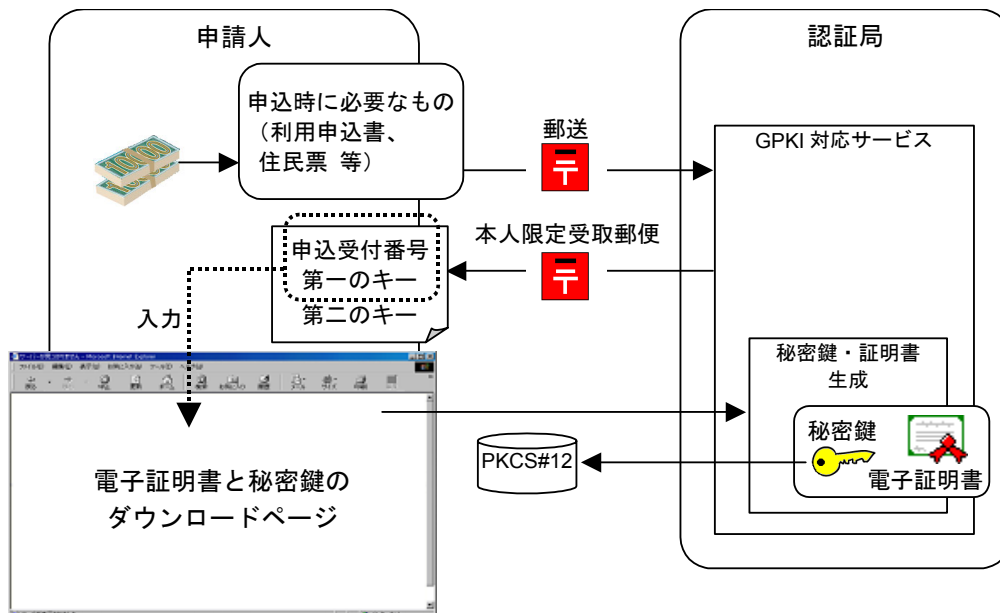 申請人
認証局
申込時に必要なもの
（利用申込書、
住民票 等）
郵送
GPKI 対応サービス
本人限定受取郵便
申込受付番号
第一のキー
第二のキー
入力
秘密鍵・証明書
生成
秘密鍵
電子証明書
PKCS#12
電子証明書と秘密鍵の
ダウンロードページ